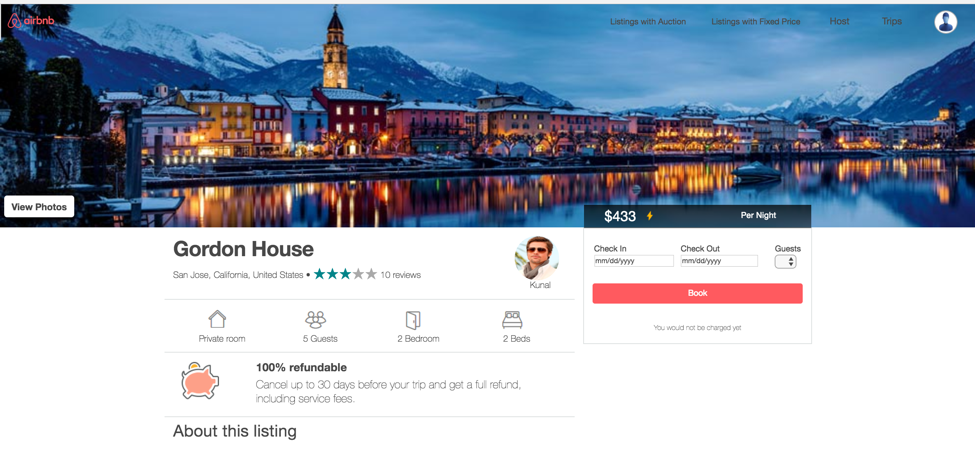 airbnb
Listings with Auction
Listings with Fixed Price
Host
Trips
View Photos
$433
Per Night
Gordon House
San Jose, California, United States • 10 reviews
Kunal
Check In
Check Out
Guests
mm/dd/yyyy
mm/dd/yyyy
Book
You would not be charged yet
Private room
5 Guests
2 Bedroom
2 Beds
100% refundable
Cancel up to 30 days before your trip and get a full refund,
including service fees.
About this listing